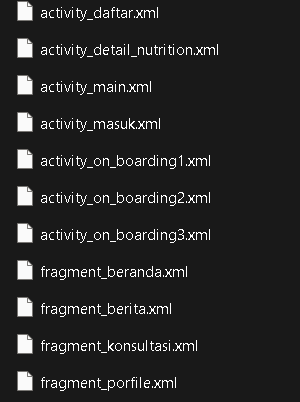 activity_daftar.xml
activity_detail_nutrition.xml
activity_main.xml
activity_masuk.xml
activity_on_boarding1.xml
activity_on_boarding2.xml
activity_on_boarding3.xml
fragment_beranda.xml
fragment_berita.xml
fragment_konsultasi.xml
fragment_porfile.xml